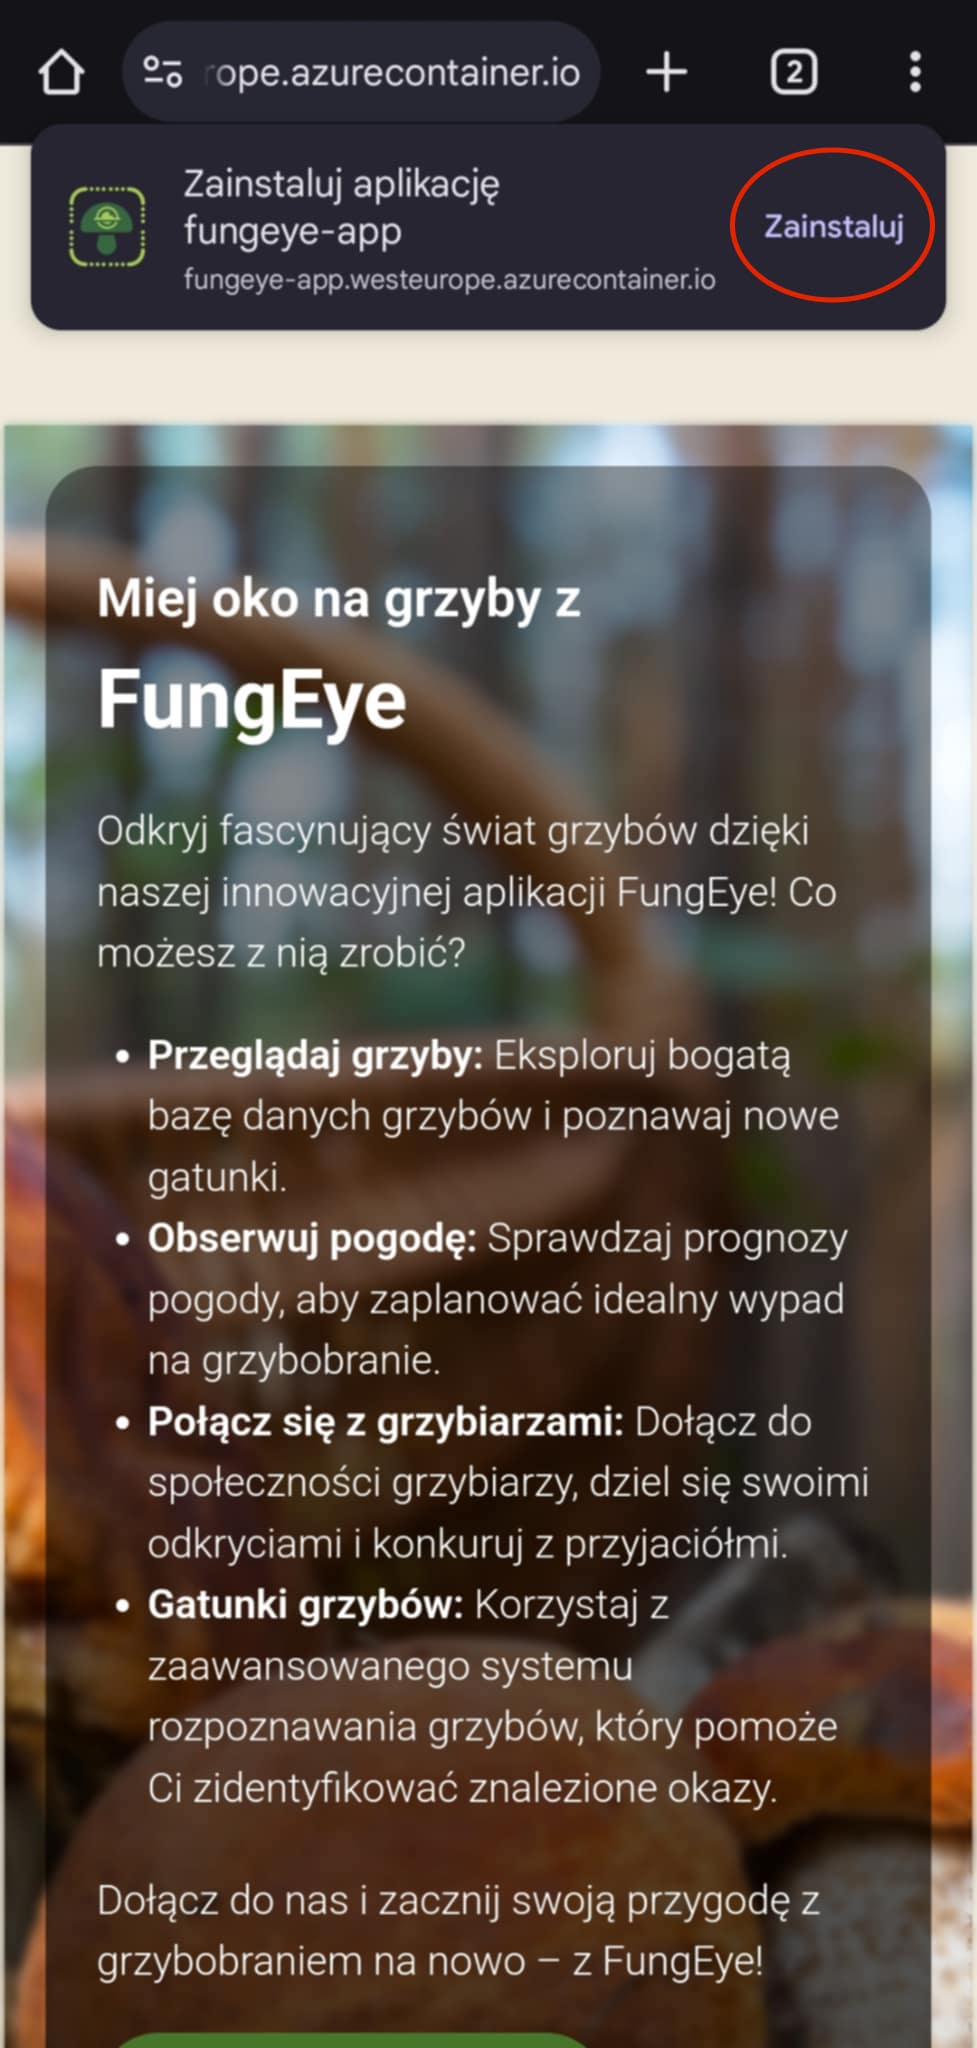 ope.azurecontainer.io
2
Zainstaluj aplikację
fungeye-app
fungeye-app.westeurope.azurecontainer.io
Zainstaluj
Miej oko na grzyby z
FungEye
Odkryj fascynujący świat grzybów dzięki
naszej innowacyjnej aplikacji FungEye! Co
możesz z nią zrobić?
• Przeglądaj grzyby: Eksploruj bogatą
bazę danych grzybów i poznawaj nowe
gatunki.
• Obserwuj pogodę: Sprawdzaj prognozy
pogody, aby zaplanować idealny wypad
na grzybobranie.
• Połącz się z grzybiarzami: Dołącz do
społeczności grzybiarzy, dziel się swoimi
odkryciami i konkuruj z przyjaciółmi.
• Gatunki grzybów: Korzystaj z
zaawansowanego systemu
rozpoznawania grzybów, który pomoże
Ci zidentyfikować znalezione okazy.
Dołącz do nas i zacznij swoją przygodę z
grzybobraniem na nowo – z FungEye!